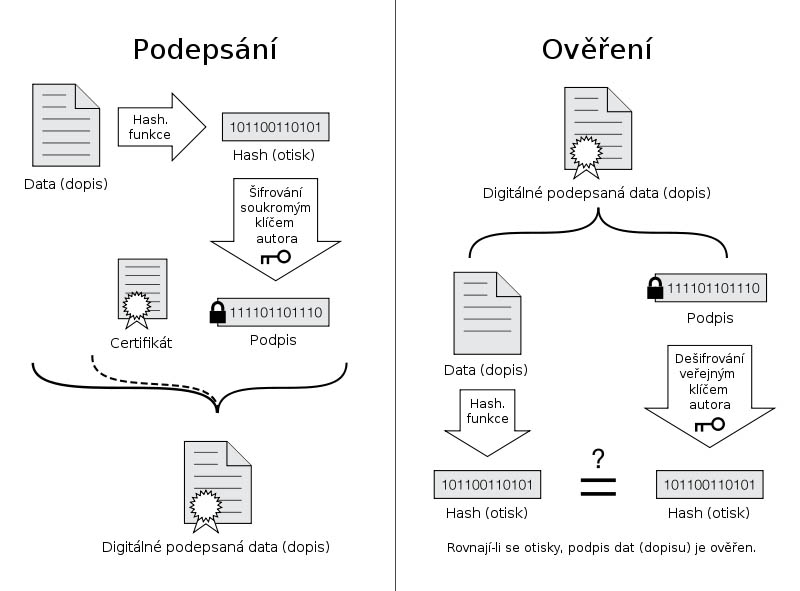 Podepsání
Hash.
funkce
101100110101
Hash (otisk)
Data (dopis)
Šifrování
soukromým
klíčem
autora
Certifikát
111101101110
Podpis
Digitálné podepsaná data (dopis)
Ověření
Digitálné podepsaná data (dopis)
Data (dopis)
111101101110
Podpis
Hash.
funkce
Dešifrování
veřejným
klíčem
autora
101100110101
Hash (otisk)
?
=
101100110101
Hash (otisk)
Rovnají-li se otisky, podpis dat (dopisu) je ověřen.